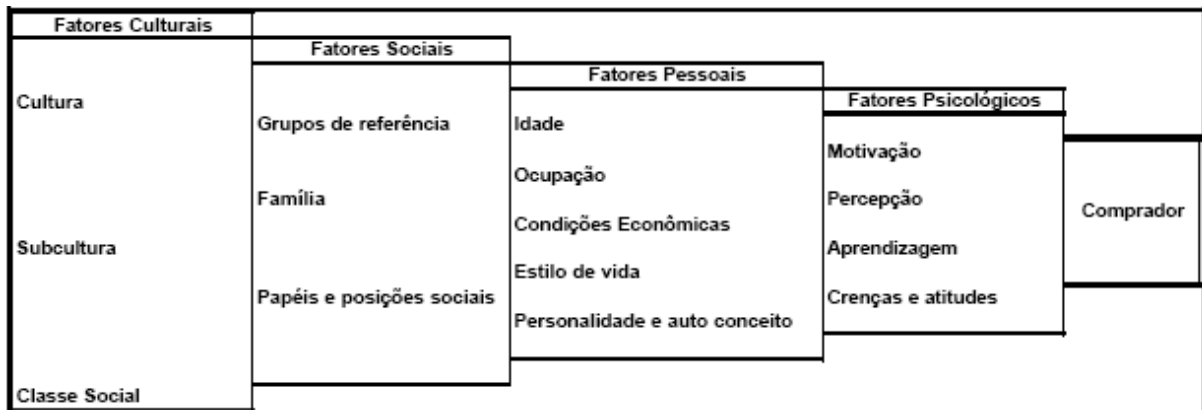 Fatores Culturais
Cultura
Subcultura
Classe Social
Fatores Sociais
Grupos de referência
Família
Papéis e posições sociais
Fatores Pessoais
Idade
Ocupação
Condições Econômicas
Estilo de vida
Personalidade e auto conceito
Fatores Psicológicos
Motivação
Percepção
Aprendizagem
Crenças e atitudes
Comprador